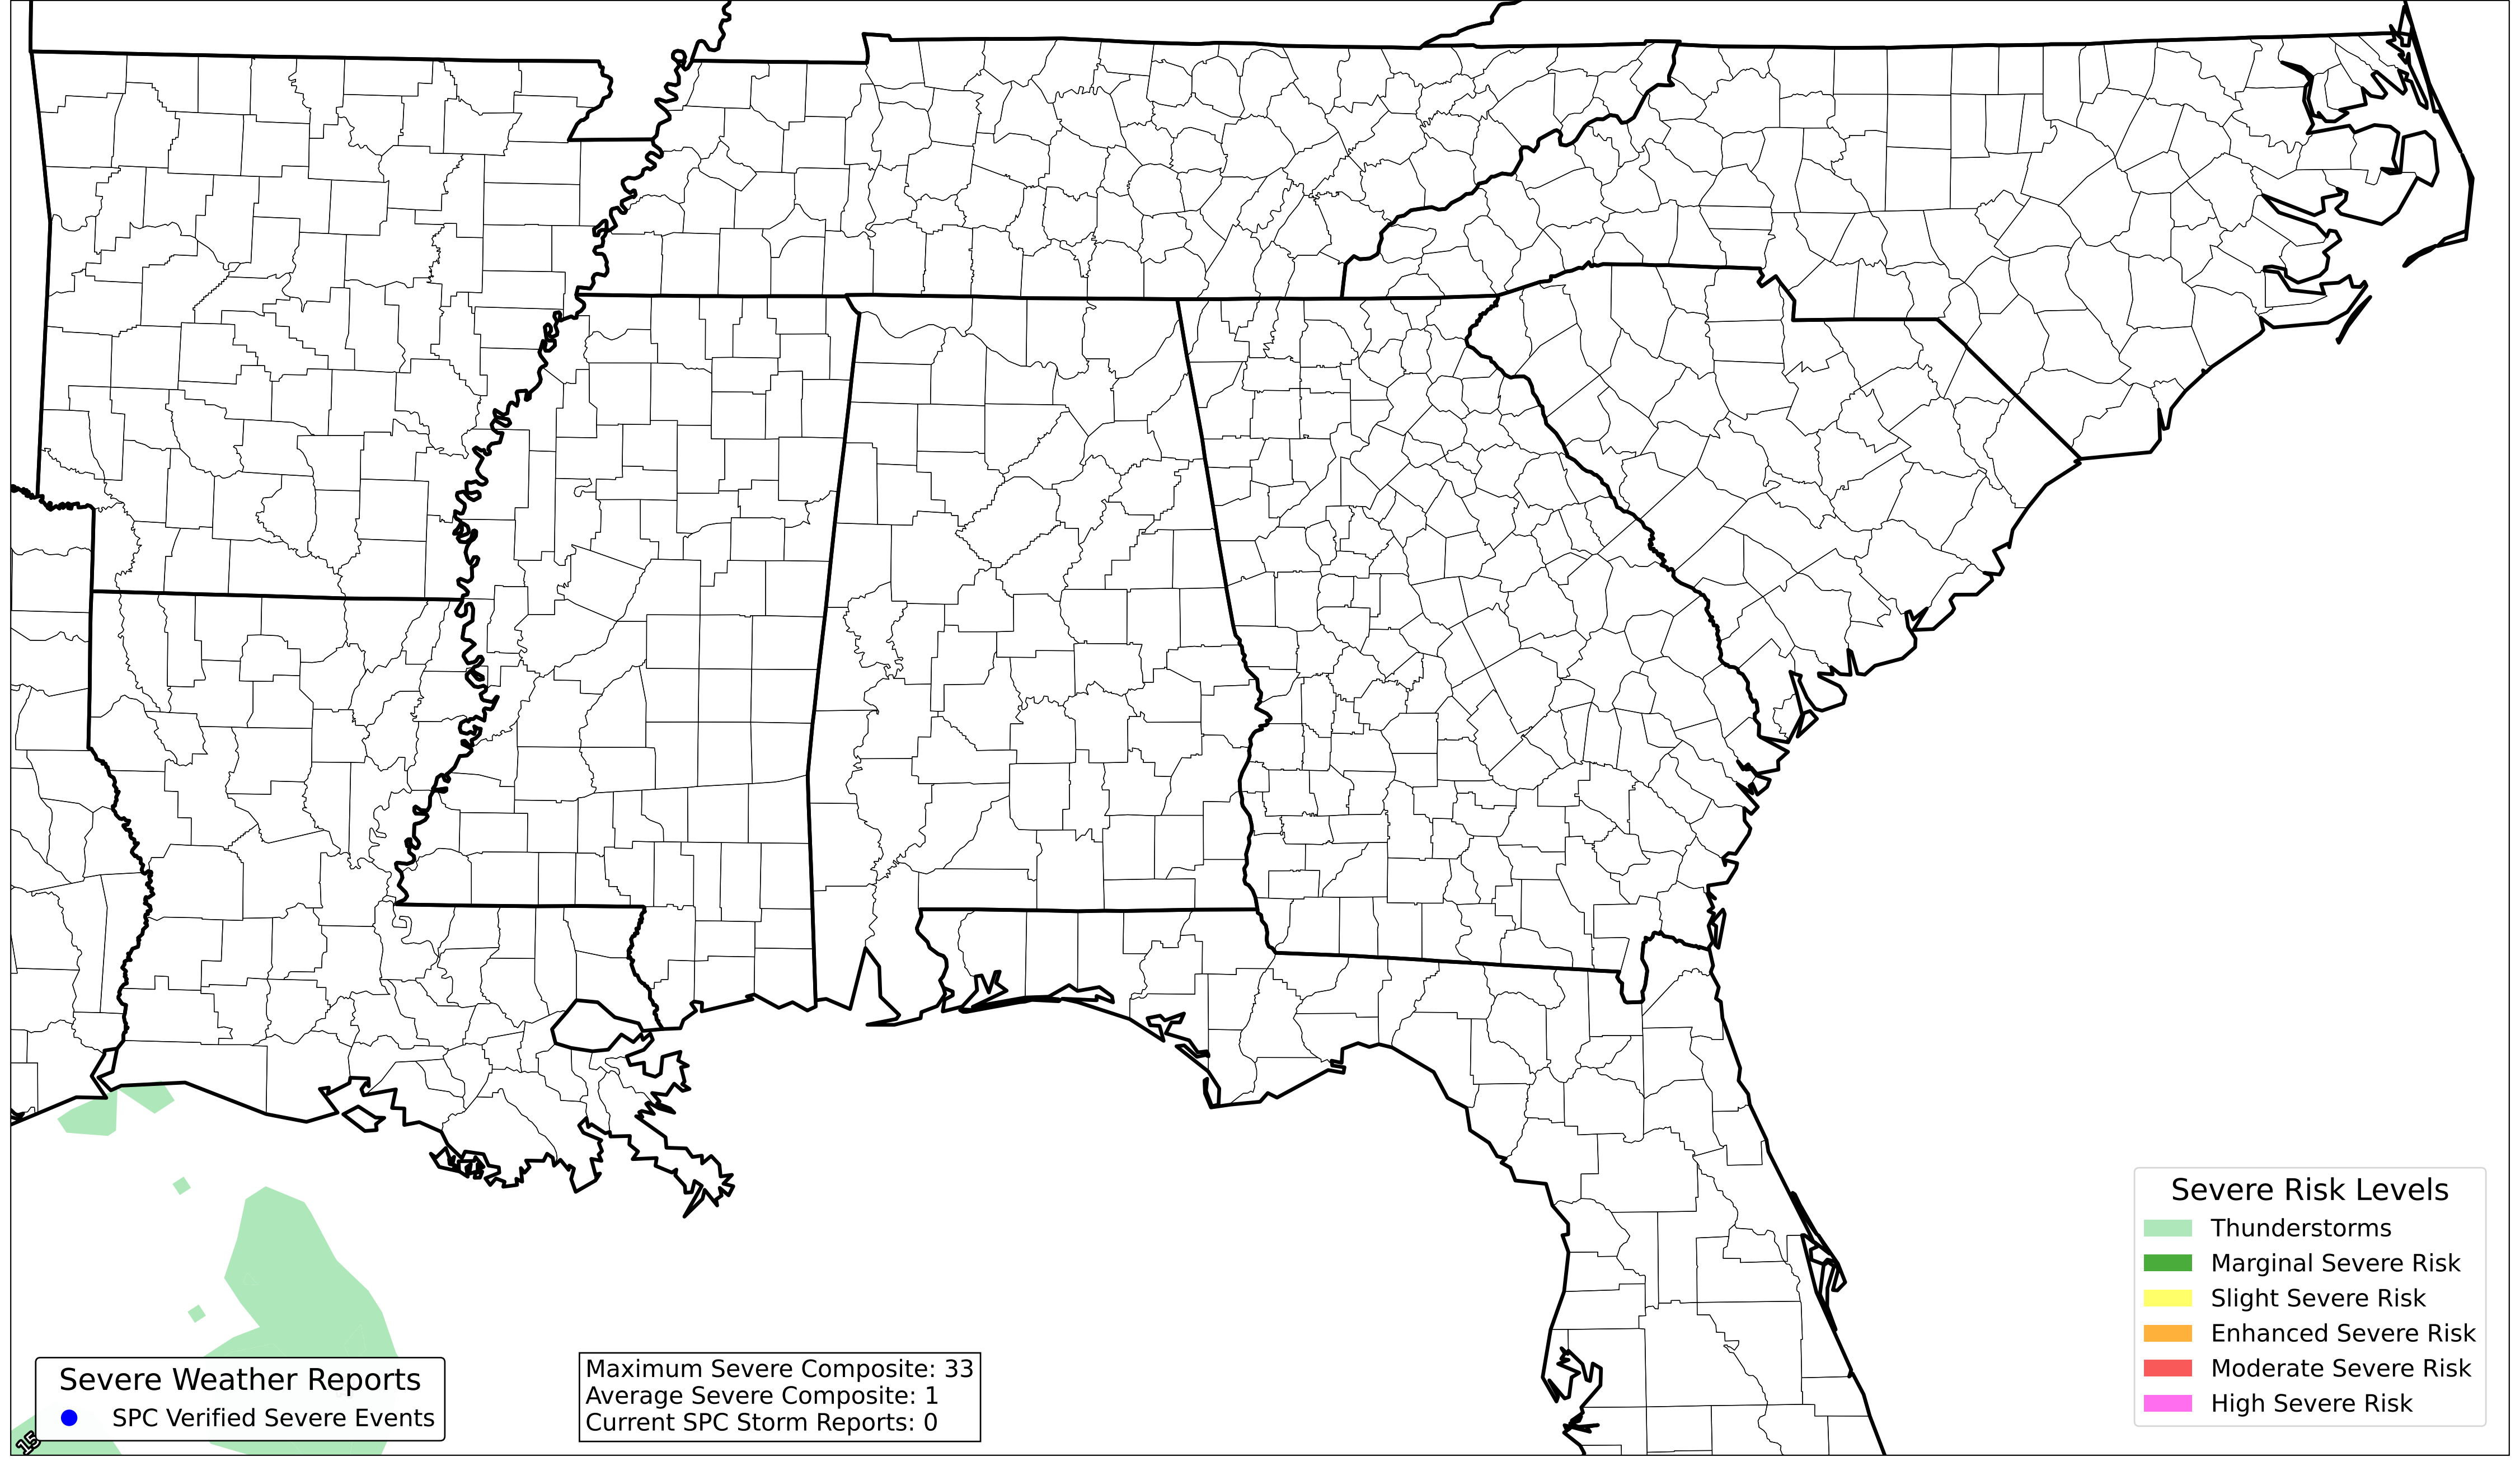 Severe Risk Levels
Thunderstorms
Marginal Severe Risk
Slight Severe Risk
Enhanced Severe Risk
Moderate Severe Risk
High Severe Risk
Severe Weather Reports
SPC Verified Severe Events
Maximum Severe Composite: 33
Average Severe Composite: 1
Current SPC Storm Reports: 0
15